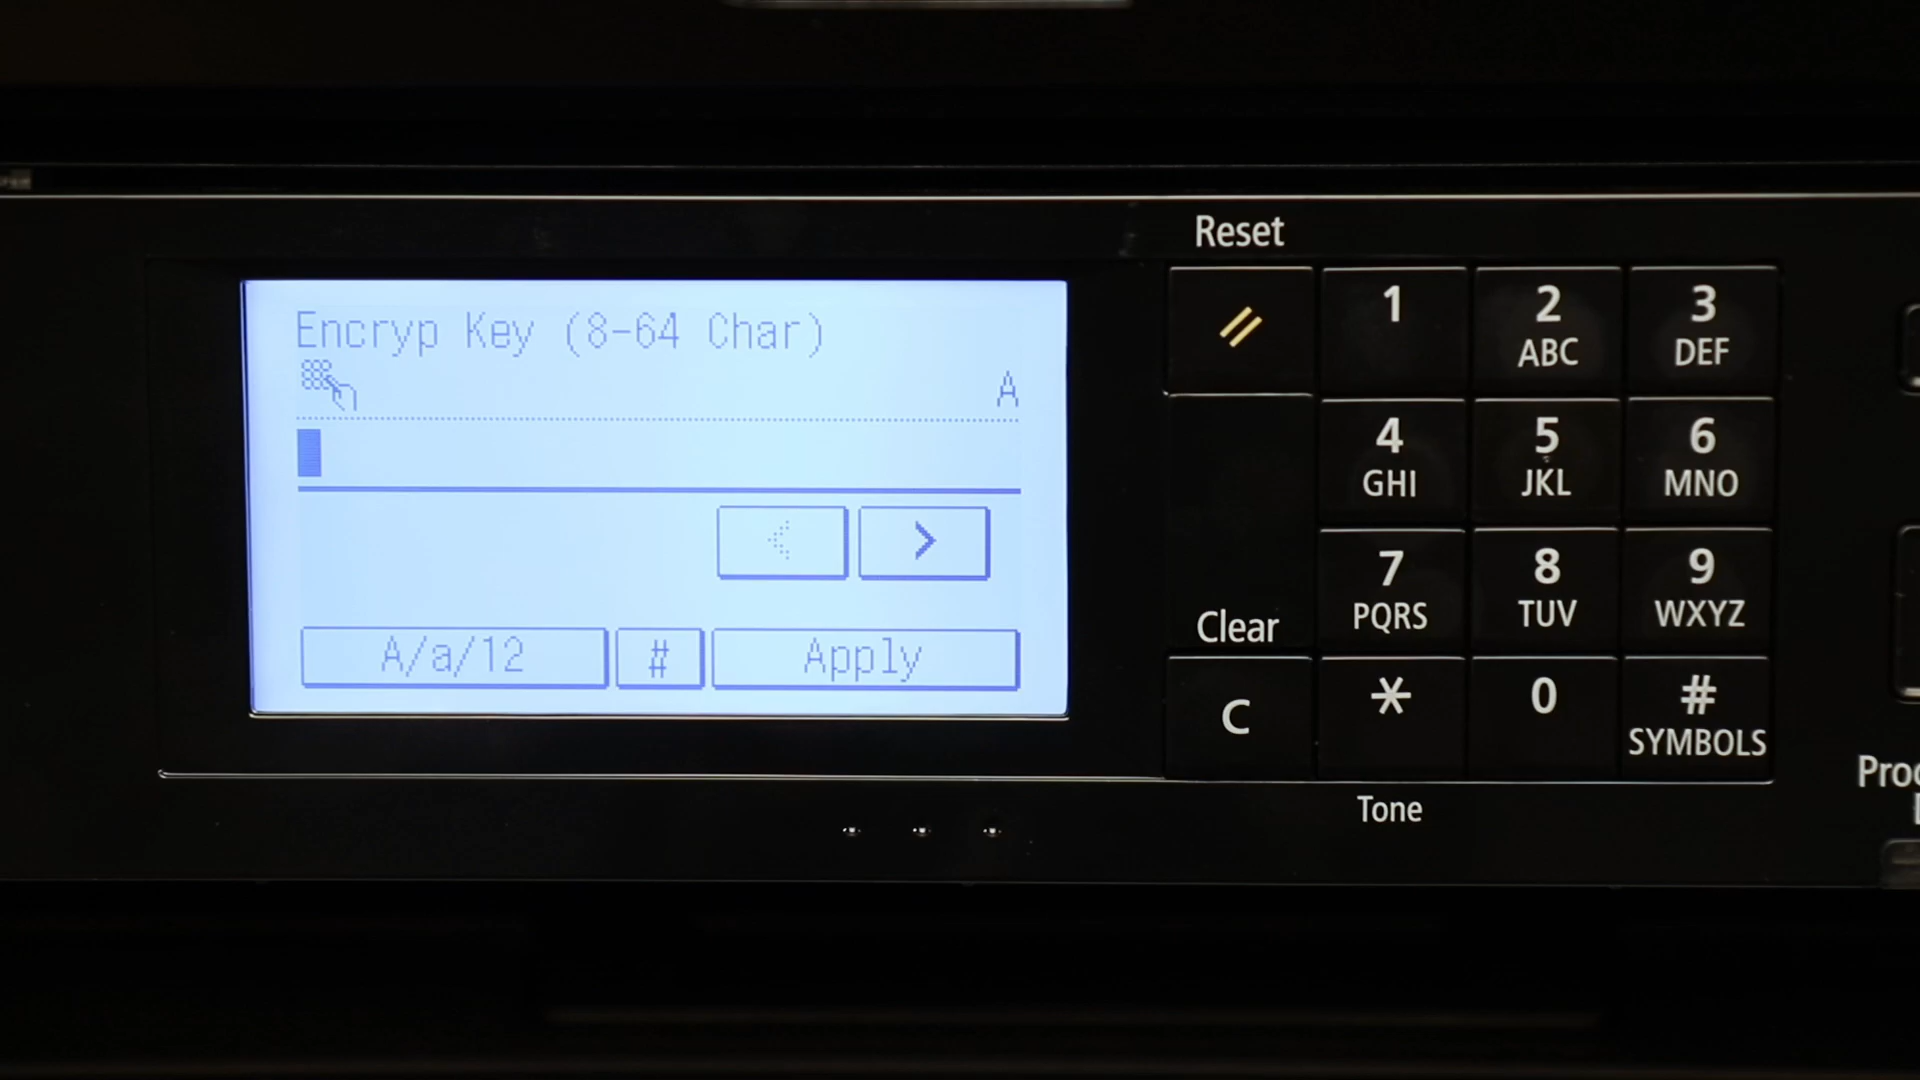 Encryp Key (8-64 Char)
A
< >
A/a/12 # Apply
Reset
1
2
ABC
3
DEF
4
GHI
5
JKL
6
MNO
7
PQRS
8
TUV
9
WXYZ
Clear
C
*
0
#
SYMBOLS
Tone